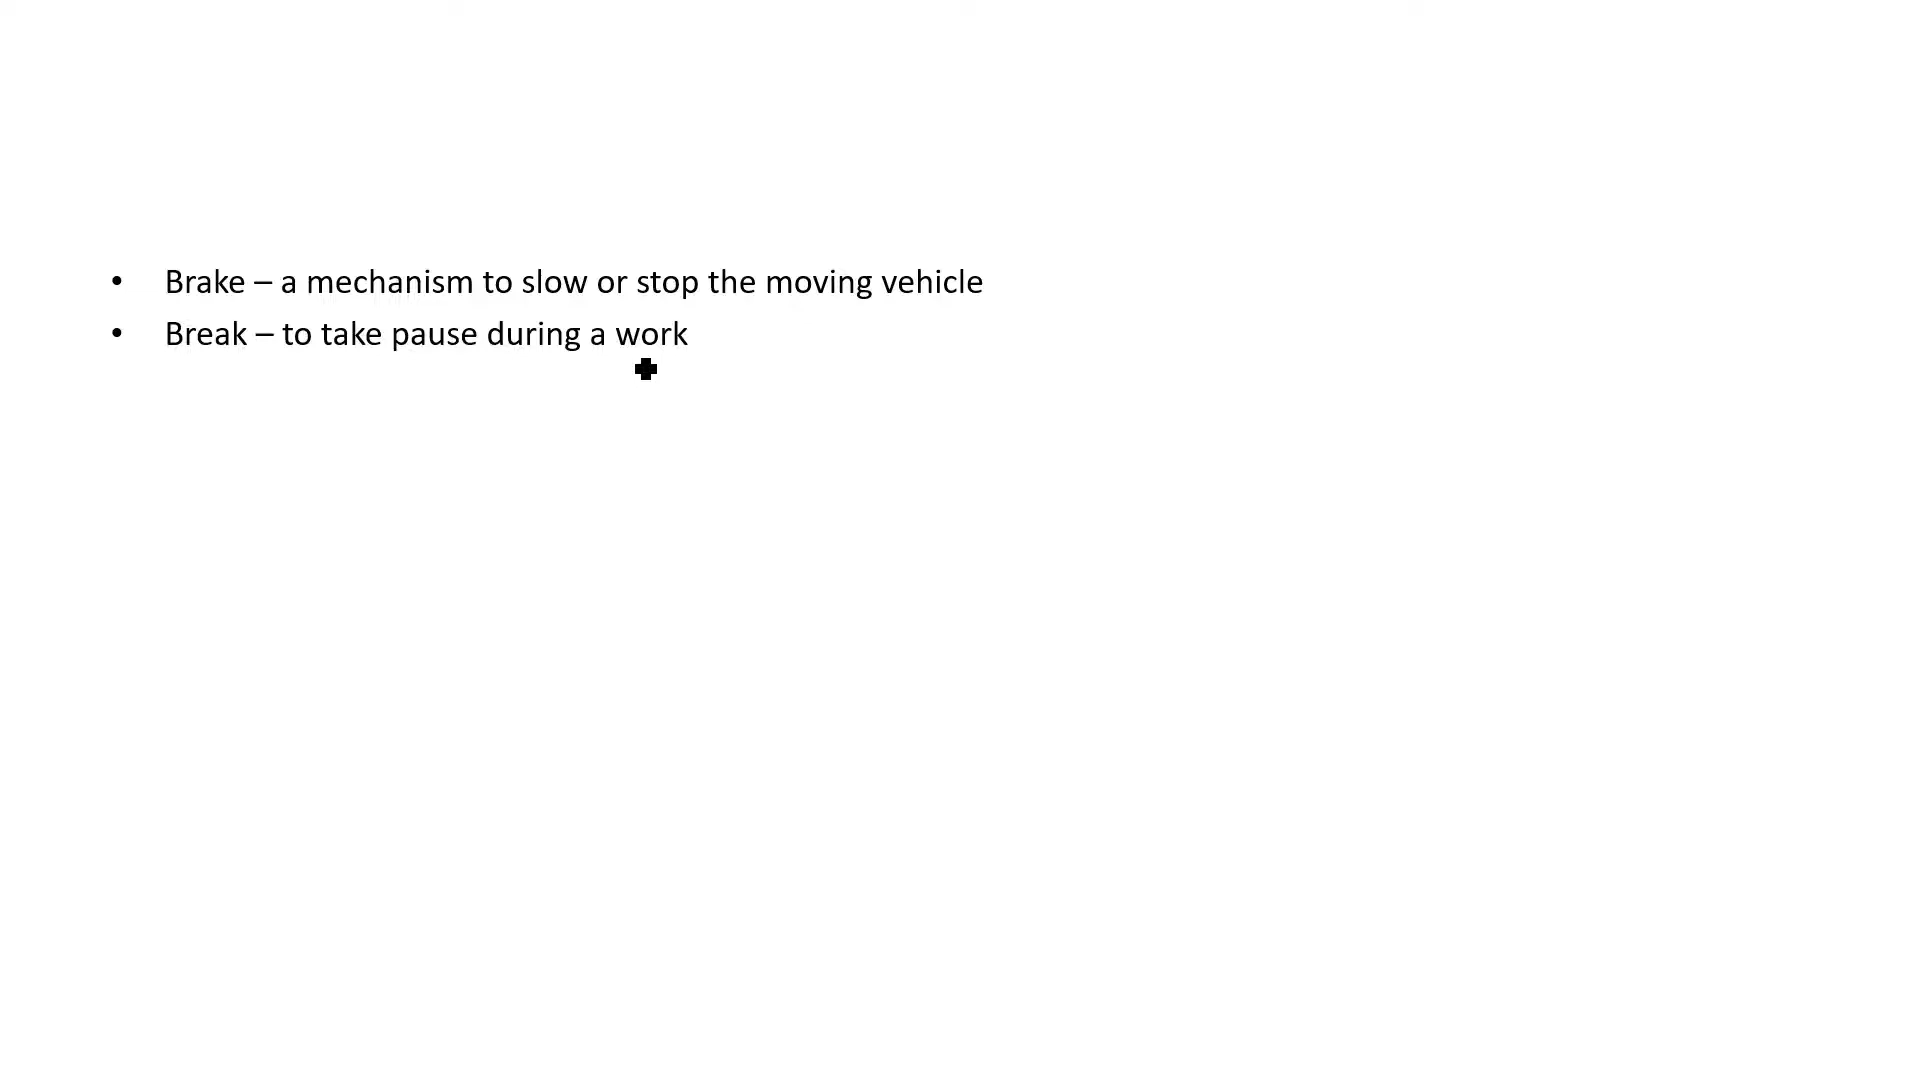 • Brake – a mechanism to slow or stop the moving vehicle
• Break – to take pause during a work